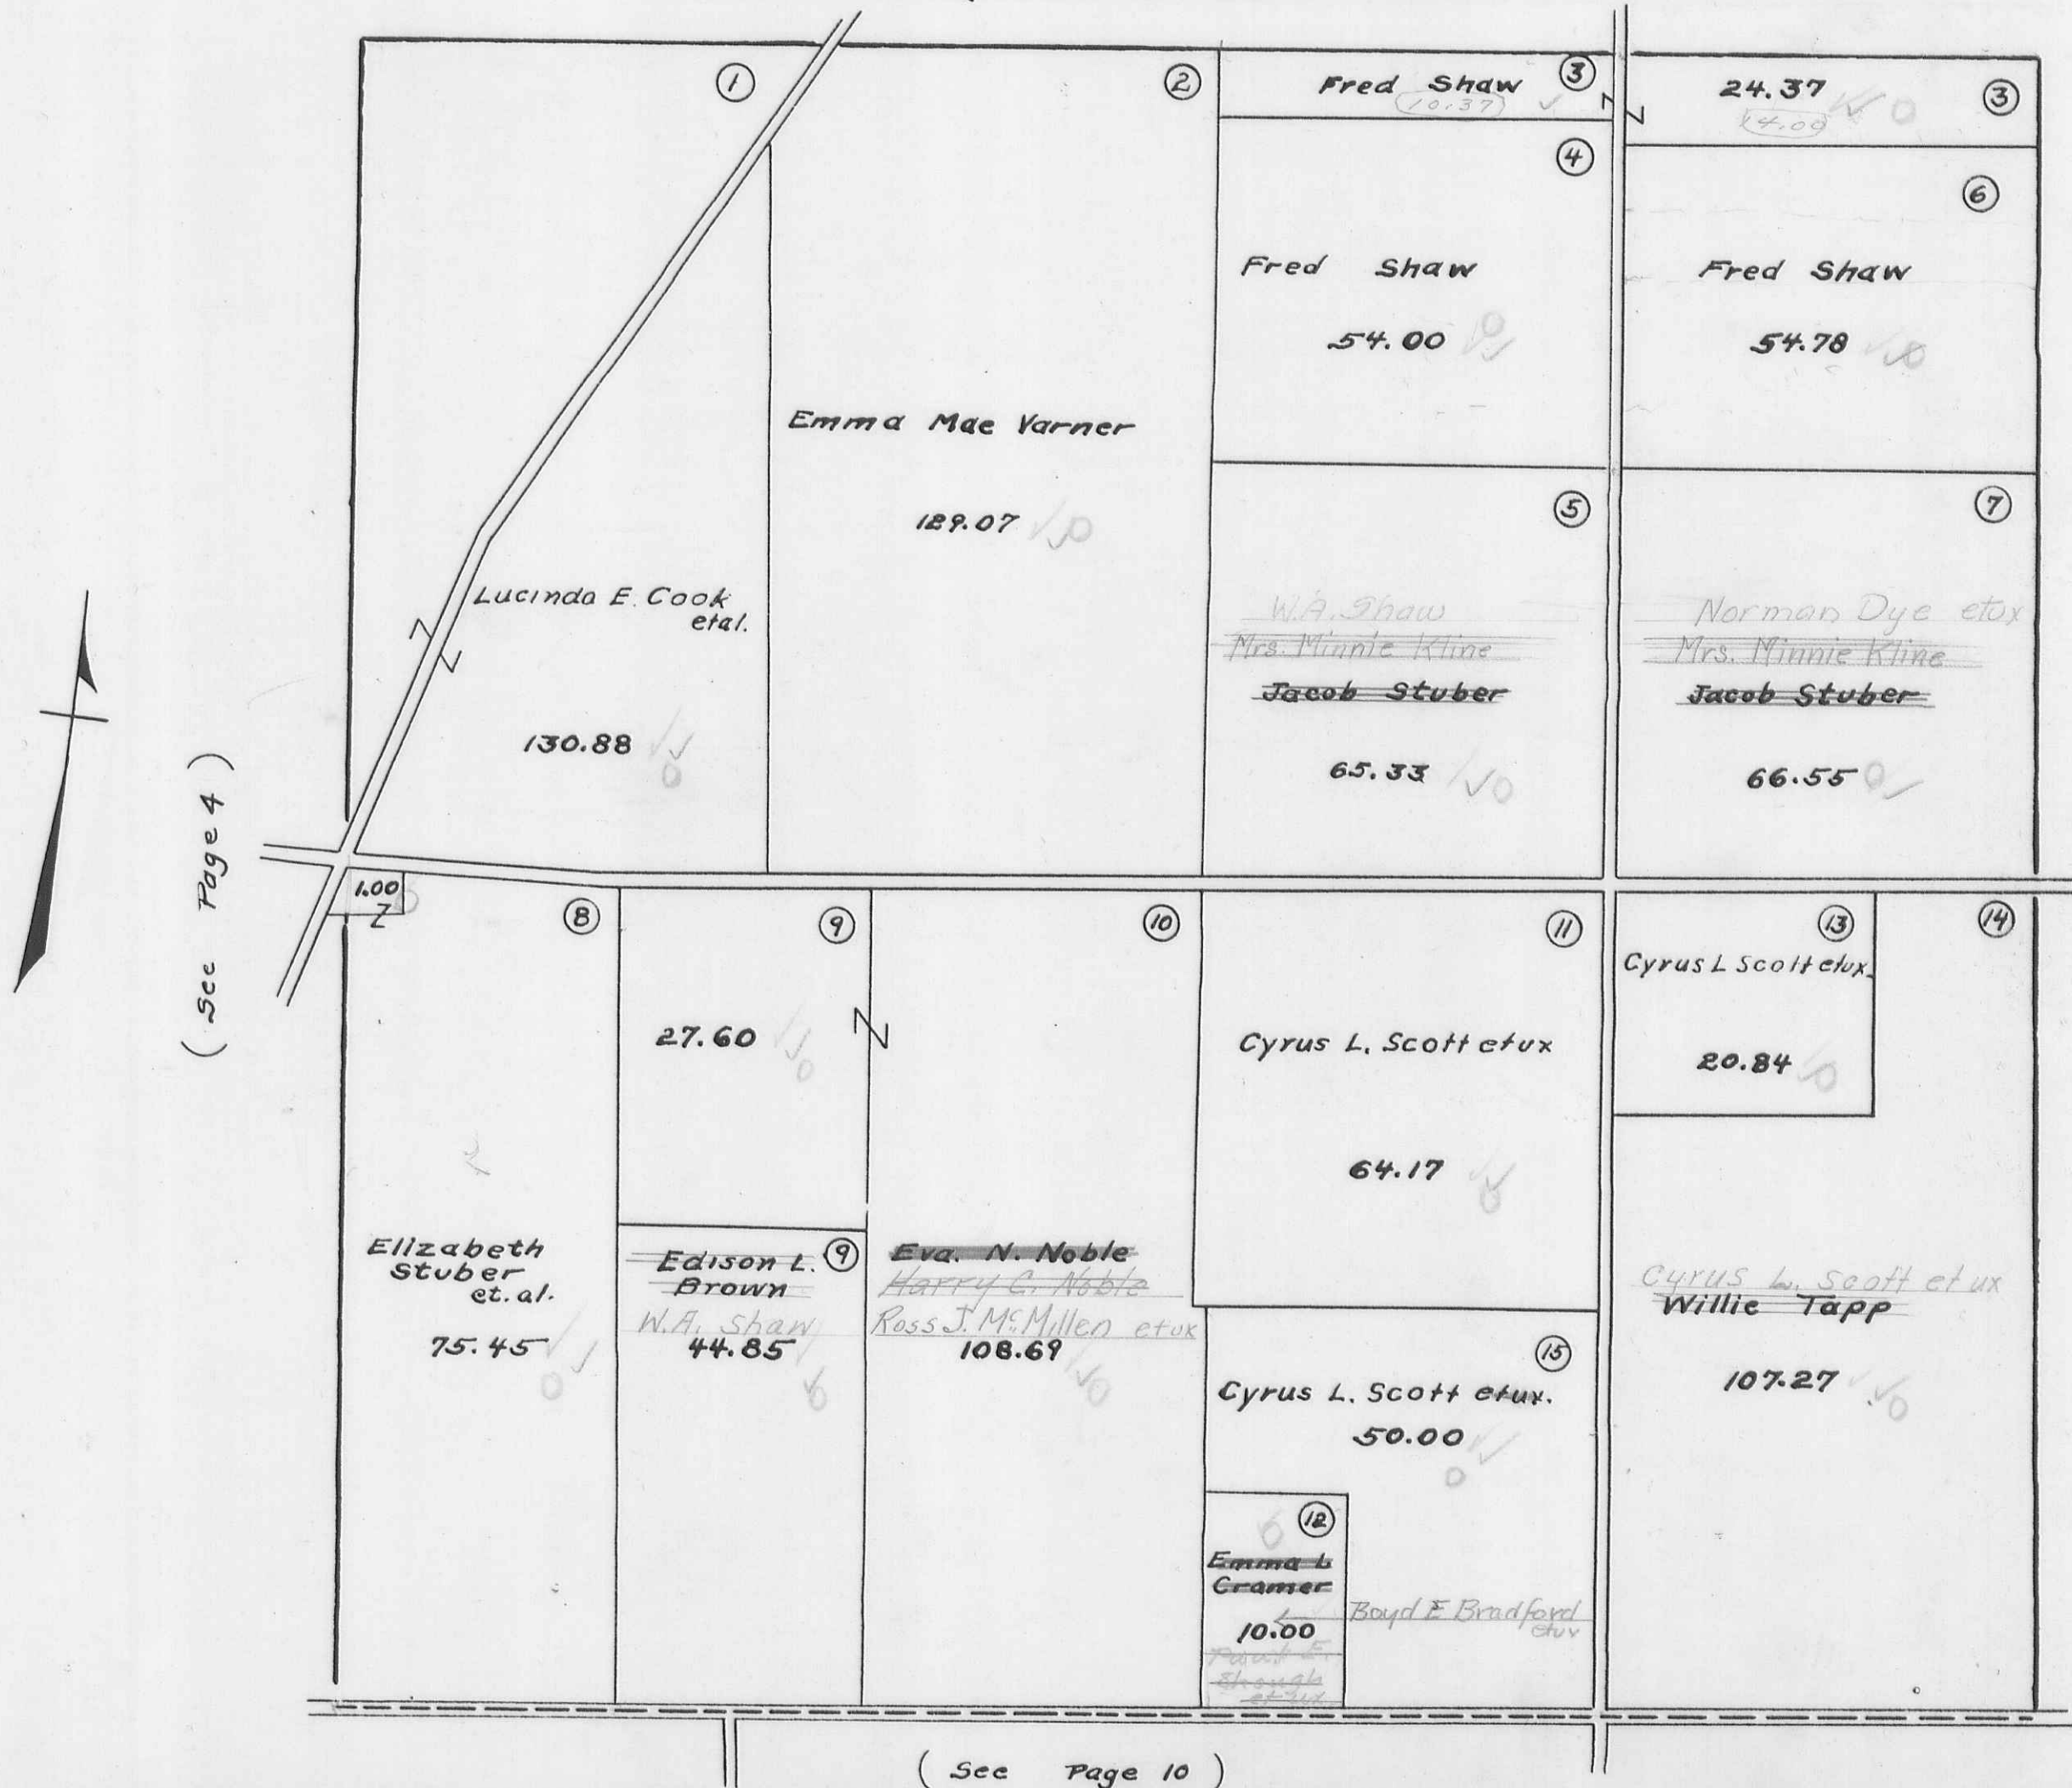 1
2
Fred Shaw
3
10.37
24.37
3
14.00
4
Fred Shaw
54.00
6
Fred Shaw
54.78
Emma Mae Varner
129.07
Lucinda E. Cook
etal.
130.88
5
W.A. Shaw
Mrs. Minnie Kline
Jacob Stuber
65.33
7
Norman Dye etux
Mrs. Minnie Kline
Jacob Stuber
66.55
(See Page 4)
1.00
8
Elizabeth
Stuber
et. al.
75.45
9
27.60
Edison L.
9
Brown
W.A. Shaw
44.85
10
Eva. N. Noble
Harry C. Noble
Ross J. McMillen etux
108.69
11
Cyrus L. Scott etux
64.17
13
Cyrus L Scott etux.
20.84
14
Cyrus L. Scott et ux
Willie Tapp
107.27
15
Cyrus L. Scott etux.
50.00
12
Emma L
Cramer
10.00
Boyd E Bradford
etux
Paul E.
et ux
(See Page 10)